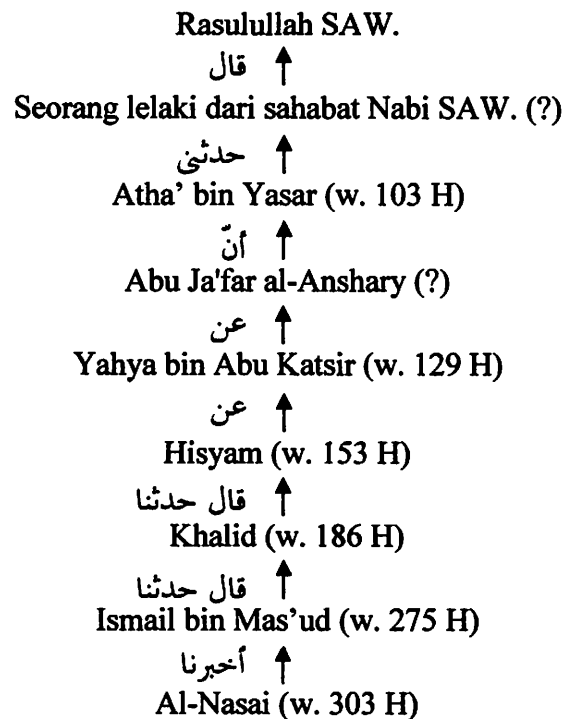 Rasulullah SAW.
قال
Seorang lelaki dari sahabat Nabi SAW. (?)
حدثني
Atha’ bin Yasar (w. 103 H)
أنّ
Abu Ja'far al-Anshary (?)
عن
Yahya bin Abu Katsir (w. 129 H)
عن
Hisyam (w. 153 H)
قال حدثنا
Khalid (w. 186 H)
قال حدثنا
Ismail bin Mas’ud (w. 275 H)
أخبرنا
Al-Nasai (w. 303 H)